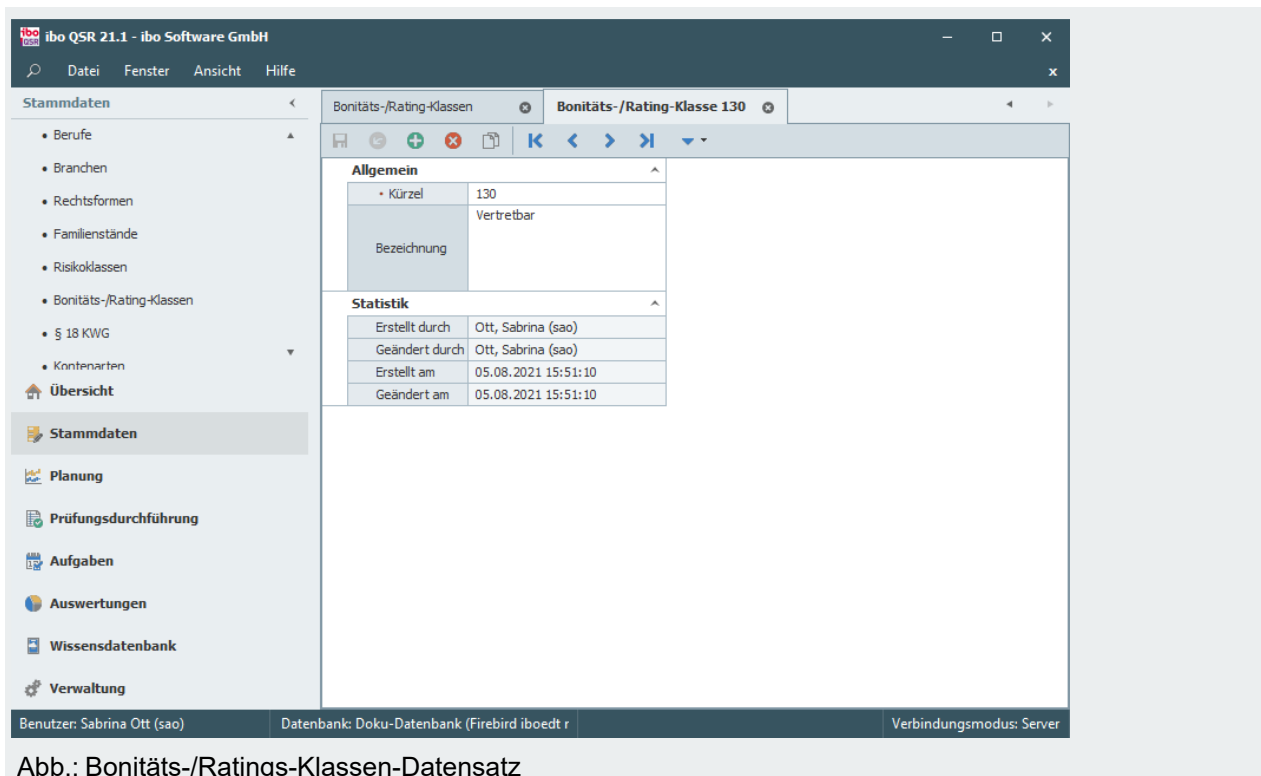 ibo QSR 21.1 - ibo Software GmbH
Datei Fenster Ansicht Hilfe x
Stammdaten
Bonitäts-/Rating-Klassen
Bonitäts-/Rating-Klasse 130
• Berufe
• Branchen
• Rechtsformen
• Familienstände
• Risikoklassen
• Bonitäts-/Rating-Klassen
• § 18 KWG
• Kontenarten
Übersicht
Stammdaten
Planung
Prüfungsdurchführung
Aufgaben
Auswertungen
Wissensdatenbank
Verwaltung
Allgemein
• Kürzel 130
Bezeichnung Vertretbar
Statistik
Erstellt durch Ott, Sabrina (sao)
Geändert durch Ott, Sabrina (sao)
Erstellt am 05.08.2021 15:51:10
Geändert am 05.08.2021 15:51:10
Benutzer: Sabrina Ott (sao) Datenbank: Doku-Datenbank (Firebird iboedt r Verbindungsmodus: Server
Abb.: Bonitäts-/Ratings-Klassen-Datensatz